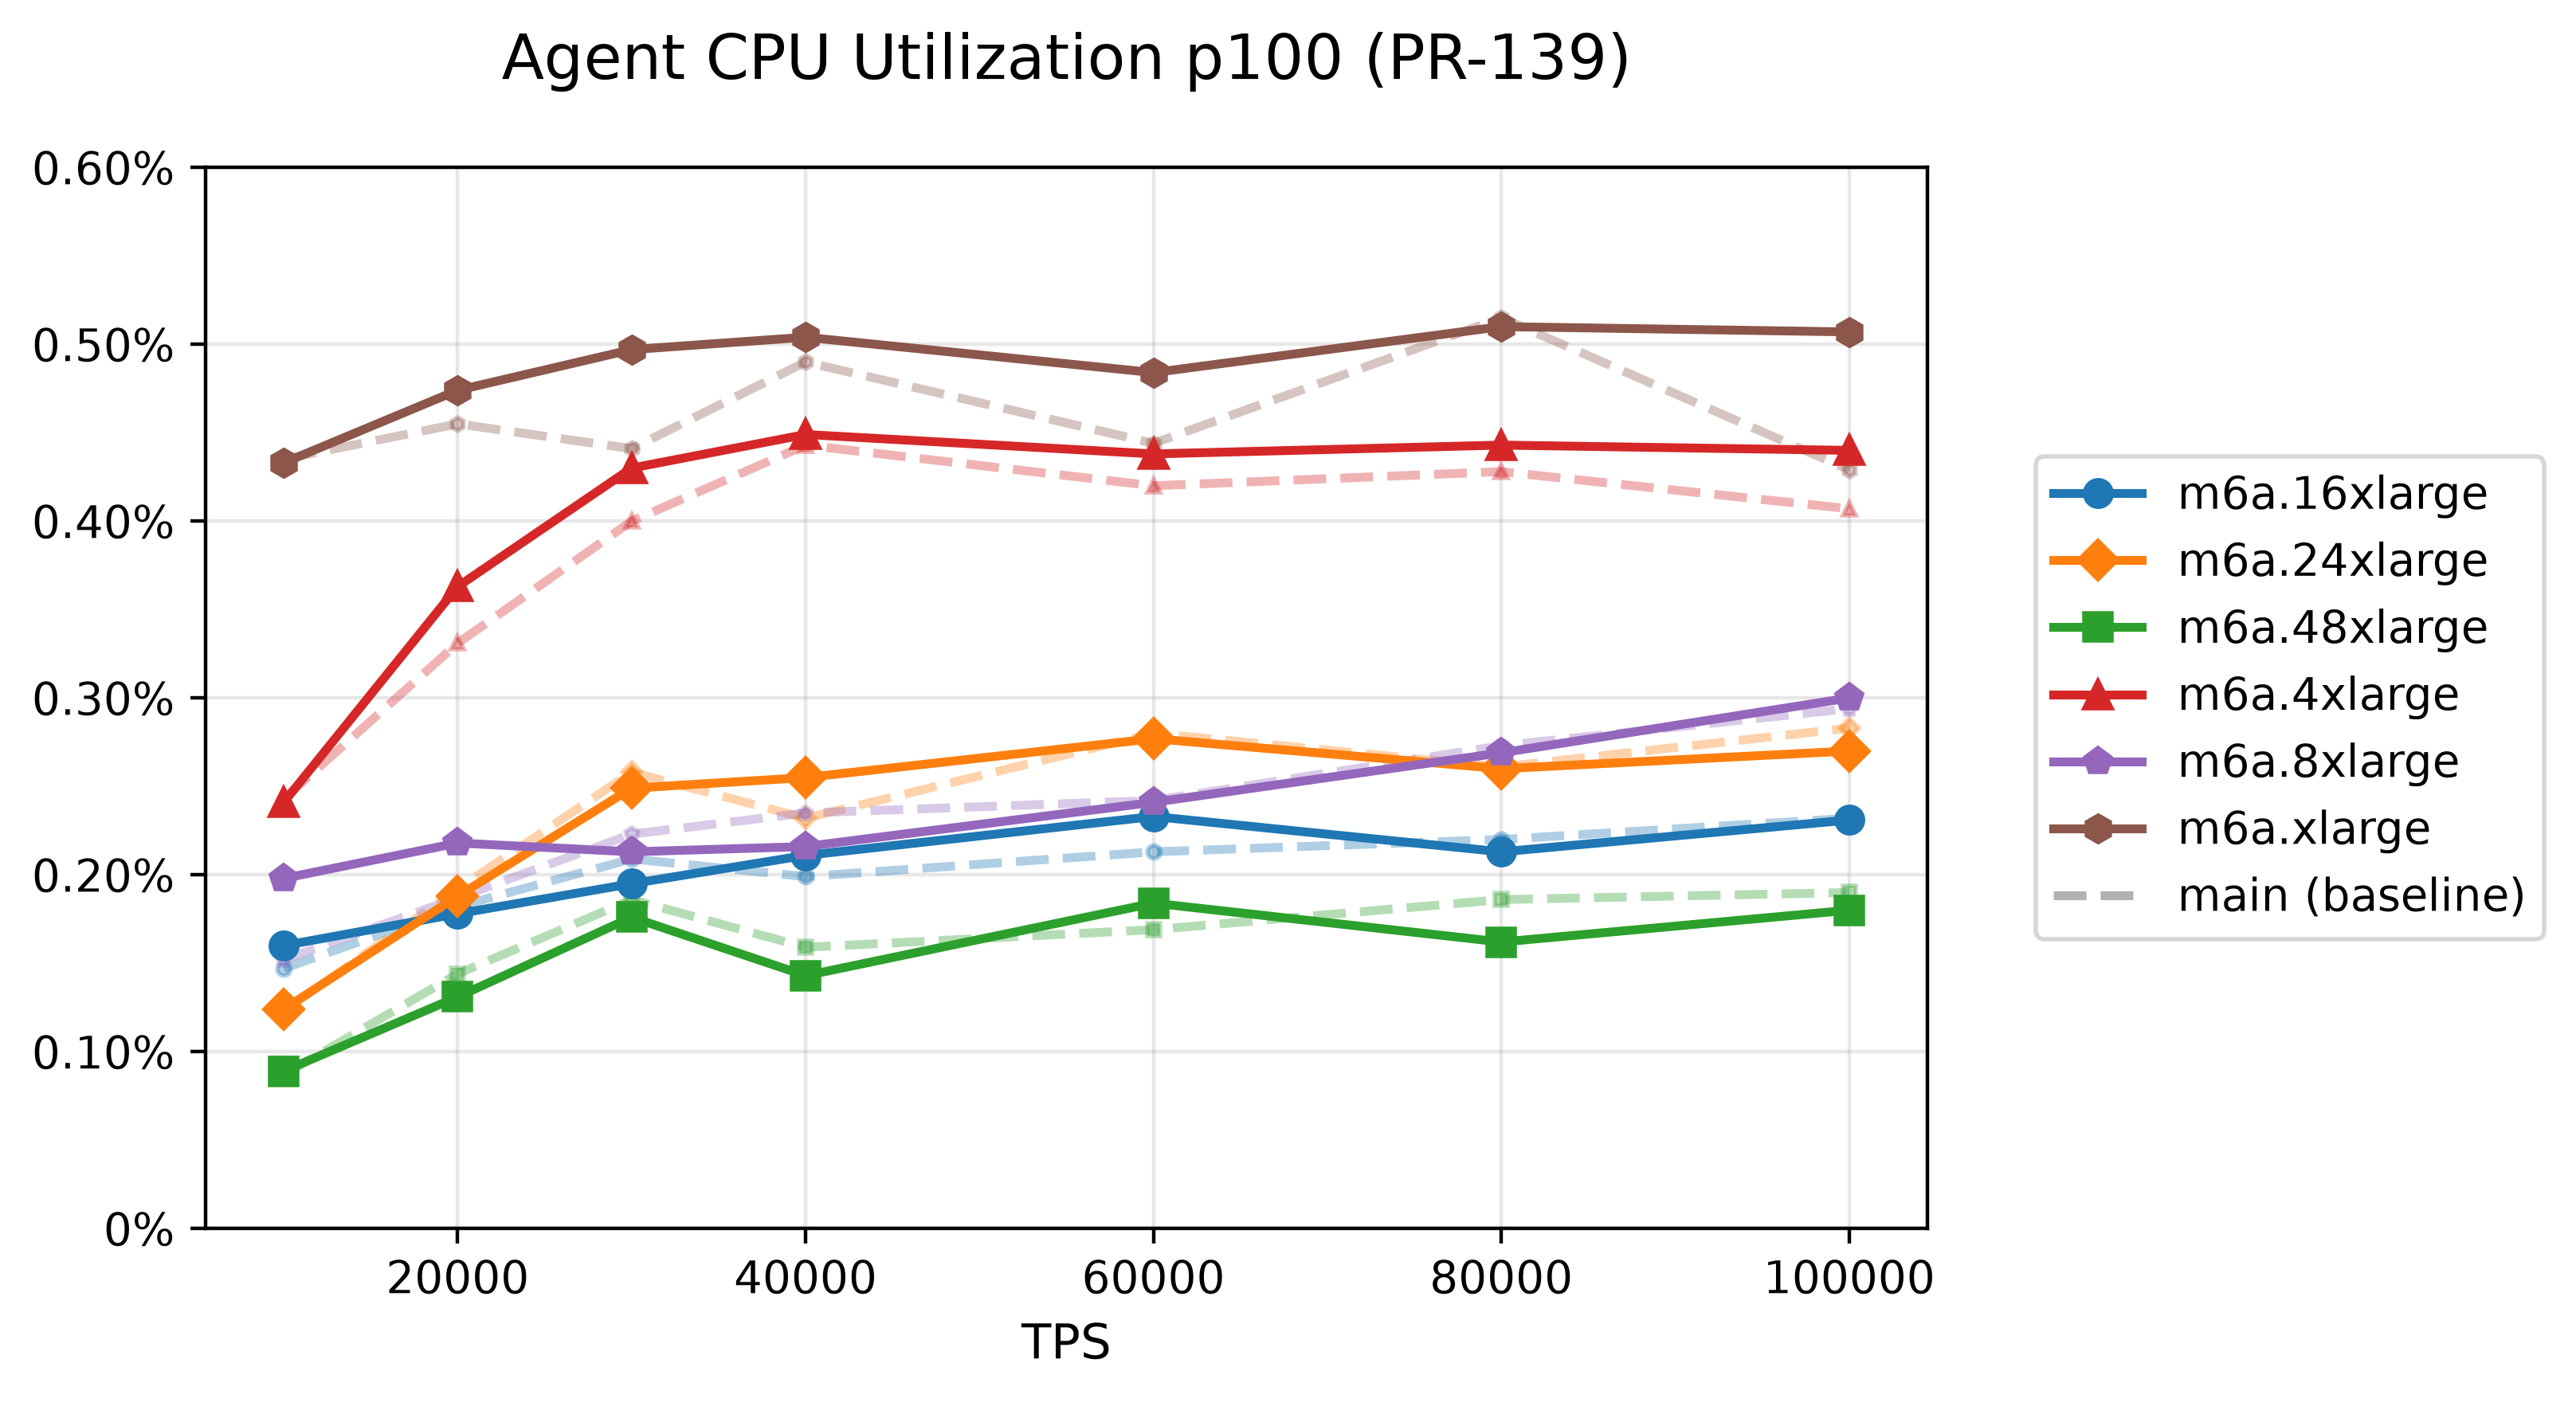 Agent CPU Utilization p100 (PR-139)
0.60%
0.50%
0.40%
0.30%
0.20%
0.10%
0%
20000 40000 60000 80000 100000
TPS
m6a.16xlarge
m6a.24xlarge
m6a.48xlarge
m6a.4xlarge
m6a.8xlarge
m6a.xlarge
main (baseline)